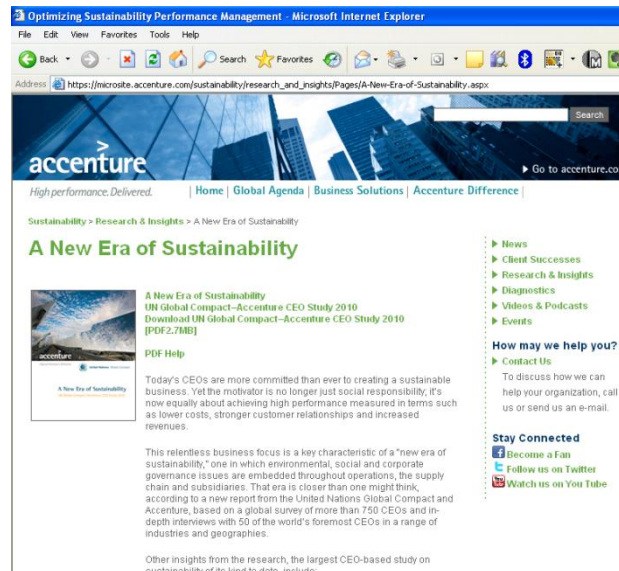 Optimizing Sustainability Performance Management - Microsoft Internet Explorer
File Edit View Favorites Tools Help
Back Search Favorites
Address https://microsite.accenture.com/sustainability/research_and_insights/Pages/A-New-Era-of-Sustainability.aspx
Search
accenture
Go to accenture.co
High performance. Delivered.
Home | Global Agenda | Business Solutions | Accenture Difference |
Sustainability > Research & Insights > A New Era of Sustainability
A New Era of Sustainability
accenture
A New Era of Sustainability
A New Era of Sustainability
UN Global Compact–Accenture CEO Study 2010
Download UN Global Compact–Accenture CEO Study 2010
[PDF2.7MB]
PDF Help
Today's CEOs are more committed than ever to creating a sustainable
business. Yet the motivator is no longer just social responsibility; it's
now equally about achieving high performance measured in terms such
as lower costs, stronger customer relationships and increased
revenues.
This relentless business focus is a key characteristic of a "new era of
sustainability," one in which environmental, social and corporate
governance issues are embedded throughout operations, the supply
chain and subsidiaries. That era is closer than one might think,
according to a new report from the United Nations Global Compact and
Accenture, based on a global survey of more than 750 CEOs and in-
depth interviews with 50 of the world's foremost CEOs in a range of
industries and geographies.
Other insights from the research, the largest CEO-based study on
sustainability of its kind to date, include:
News
Client Successes
Research & Insights
Diagnostics
Videos & Podcasts
Events
How may we help you?
Contact Us
To discuss how we can
help your organization, call
us or send us an e-mail.
Stay Connected
Become a Fan
Follow us on Twitter
Watch us on You Tube